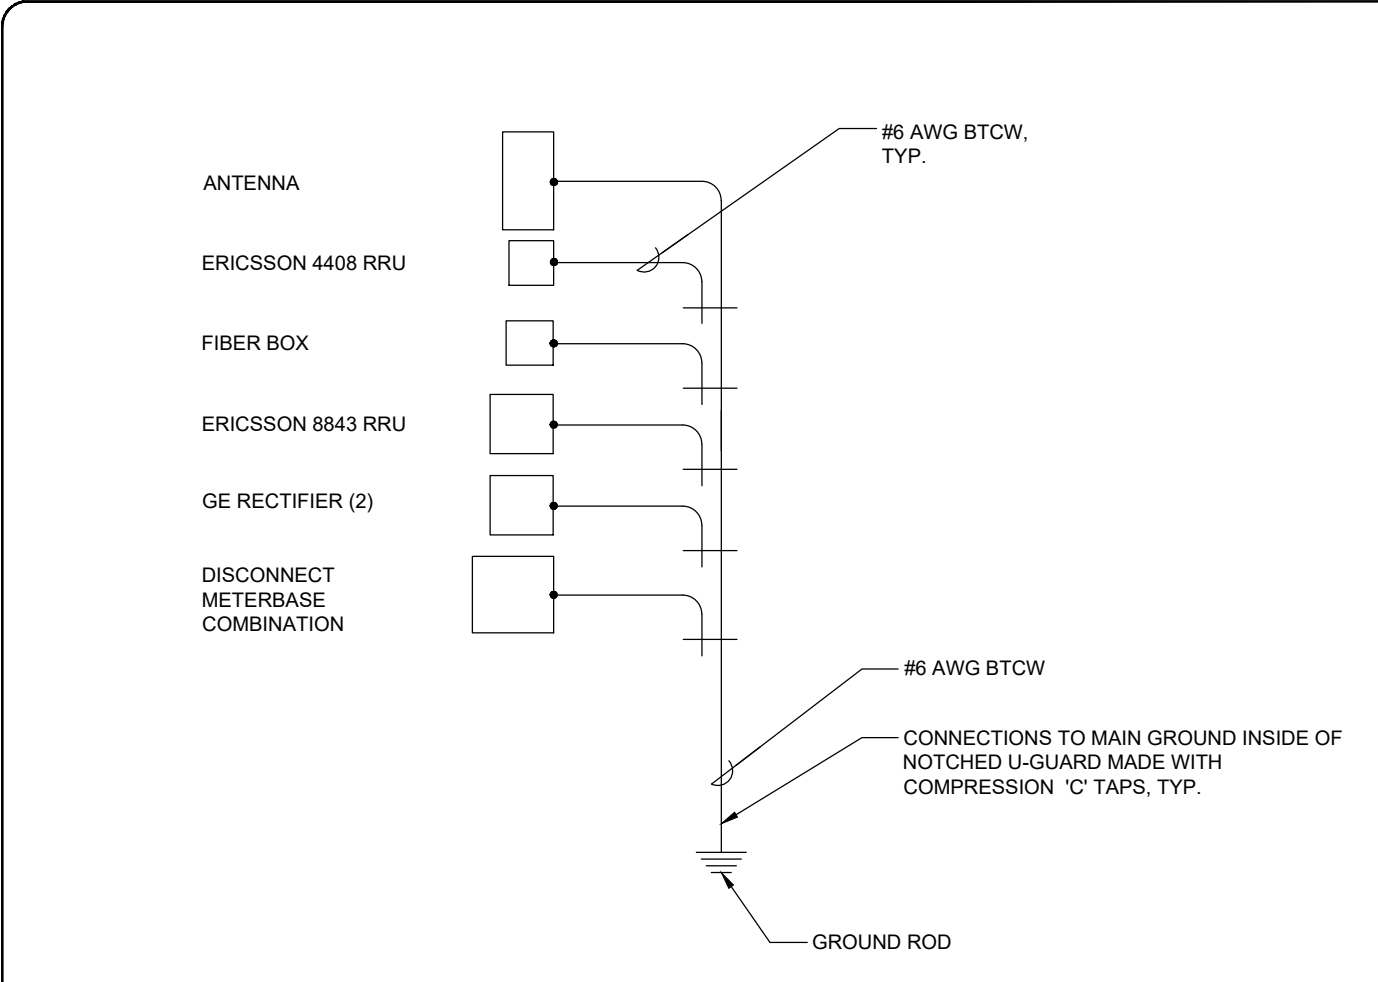 #6 AWG BTCW,
TYP.
ANTENNA
ERICSSON 4408 RRU
FIBER BOX
ERICSSON 8843 RRU
GE RECTIFIER (2)
DISCONNECT
METERBASE
COMBINATION
#6 AWG BTCW
CONNECTIONS TO MAIN GROUND INSIDE OF
NOTCHED U-GUARD MADE WITH
COMPRESSION 'C' TAPS, TYP.
GROUND ROD